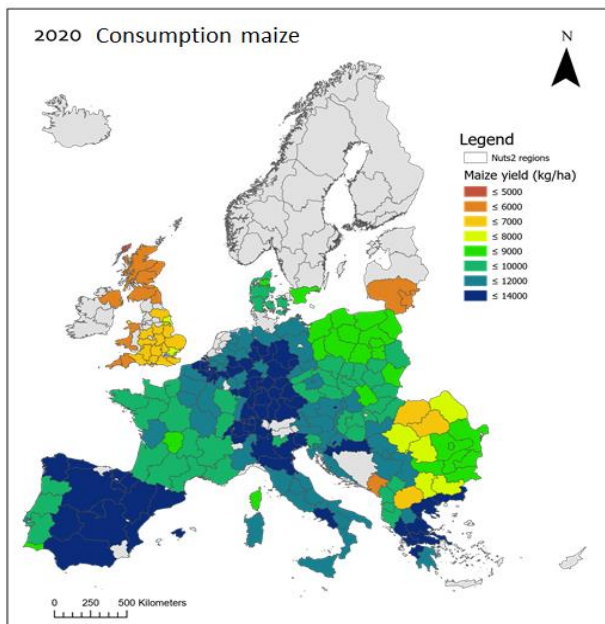 2020 Consumption maize
N
Legend
Nuts2 regions
Maize yield (kg/ha)
≤ 5000
≤ 6000
≤ 7000
≤ 8000
≤ 9000
≤ 10000
≤ 12000
≤ 14000
0 250 500 Kilometers